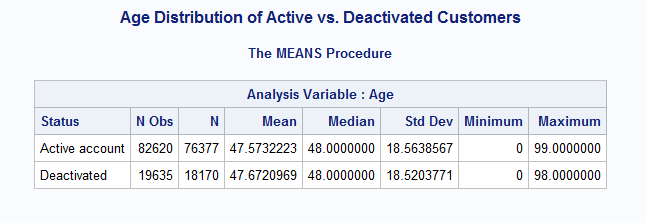 Age Distribution of Active vs. Deactivated Customers
The MEANS Procedure
Analysis Variable : Age
Status N Obs N Mean Median Std Dev Minimum Maximum
Active account 82620 76377 47.5732223 48.0000000 18.5638567 0 99.0000000
Deactivated 19635 18170 47.6720969 48.0000000 18.5203771 0 98.0000000